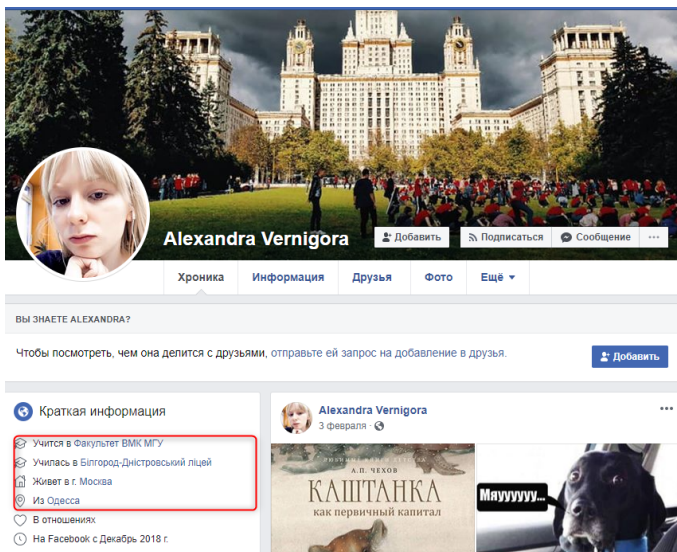 Alexandra Vernigora
Добавить
Подписаться
Сообщение
Хроника Информация Друзья Фото Ещё
ВЫ ЗНАЕТЕ ALEXANDRA?
Чтобы посмотреть, чем она делится с друзьями, отправьте ей запрос на добавление в друзья.
Добавить
Краткая информация
Учится в Факультет ВМК МГУ
Училась в Білгород-Дністровський ліцей
Живет в г. Москва
Из Одесса
В отношениях
На Facebook с Декабрь 2018 г.
Alexandra Vernigora
3 февраля ·
А.П. ЧЕХОВ
КАШТАНКА
как первичный капитал
Мяуууууу...